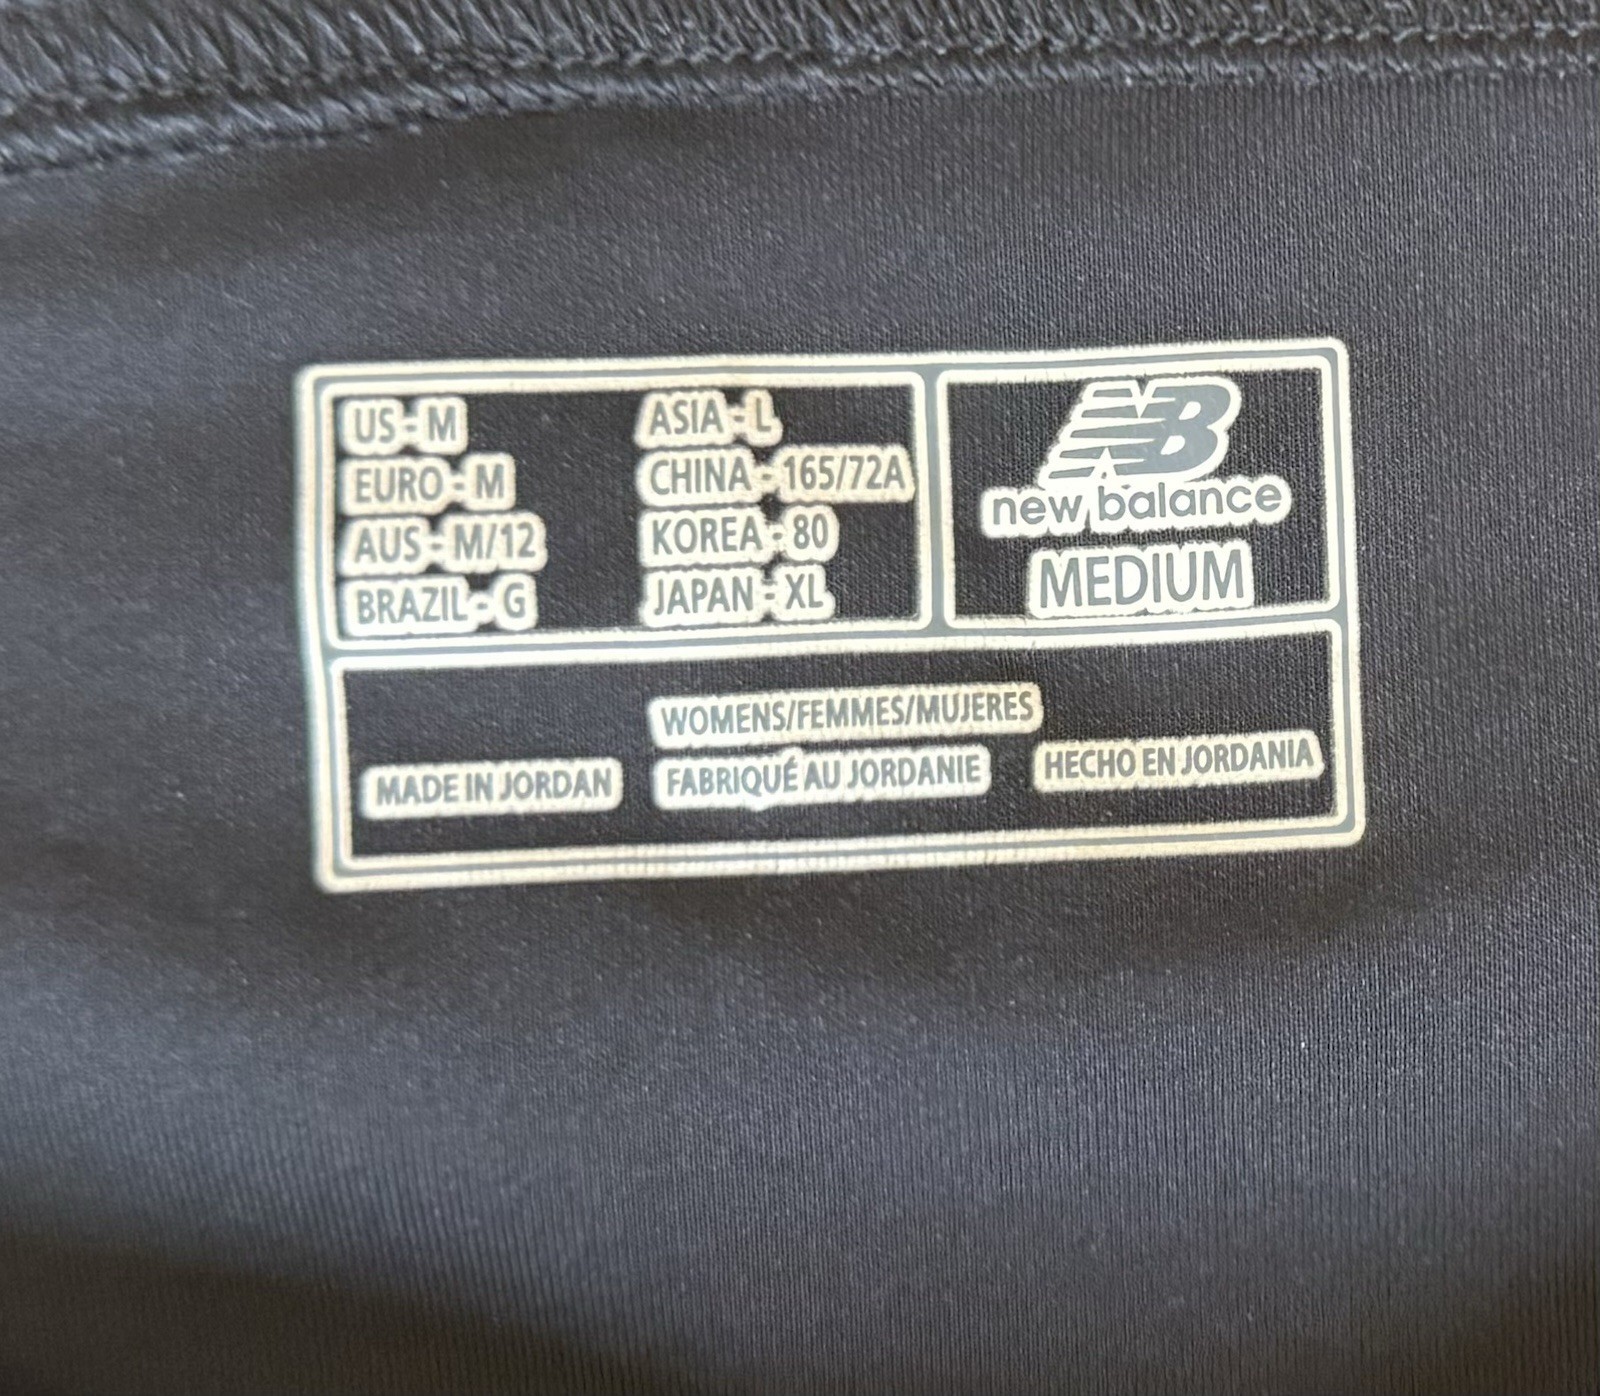 US - M
EURO - M
AUS - M/12
BRAZIL - G
ASIA - L
CHINA - 165/72A
KOREA - 80
JAPAN - XL
NB
new balance
MEDIUM
WOMENS/FEMMES/MUJERES
MADE IN JORDAN
FABRIQUÉ AU JORDANIE
HECHO EN JORDANIA